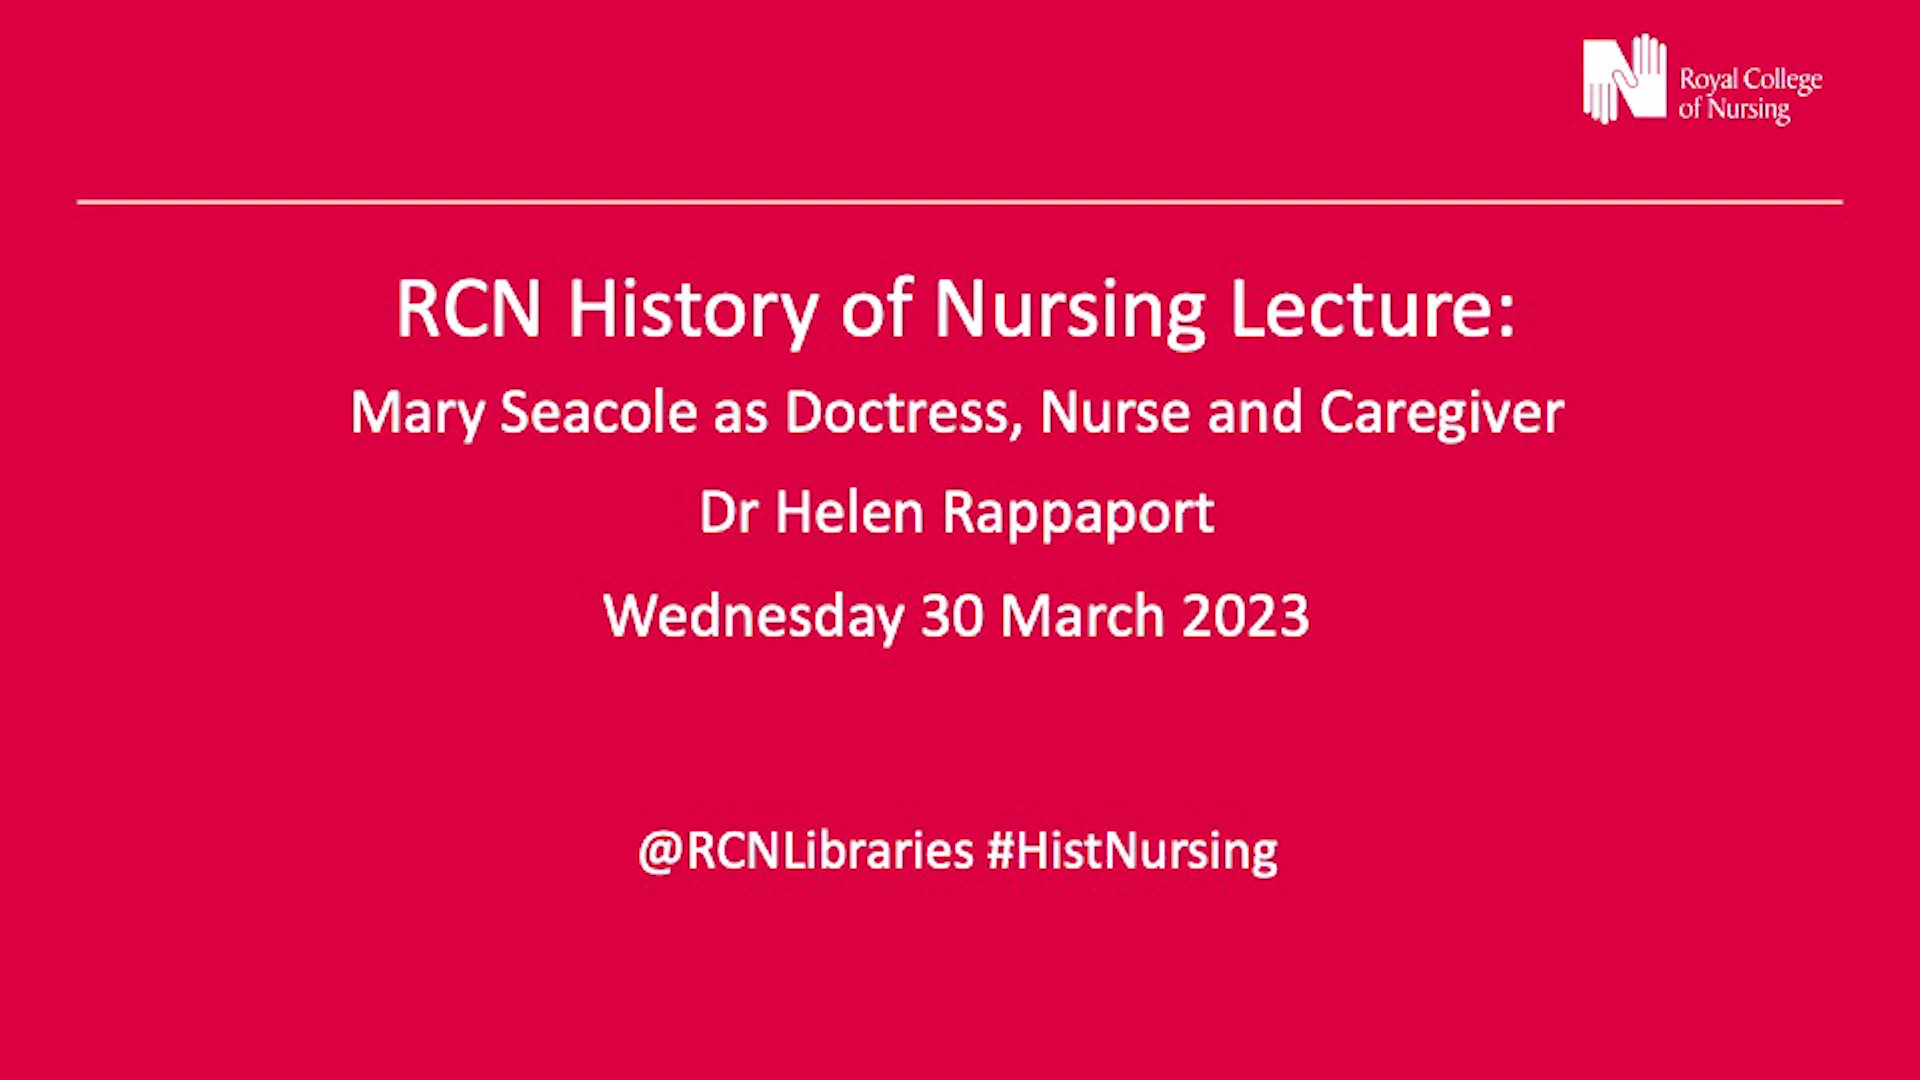 Royal College
of Nursing
RCN History of Nursing Lecture:
Mary Seacole as Doctress, Nurse and Caregiver
Dr Helen Rappaport
Wednesday 30 March 2023
@RCNLibraries #HistNursing